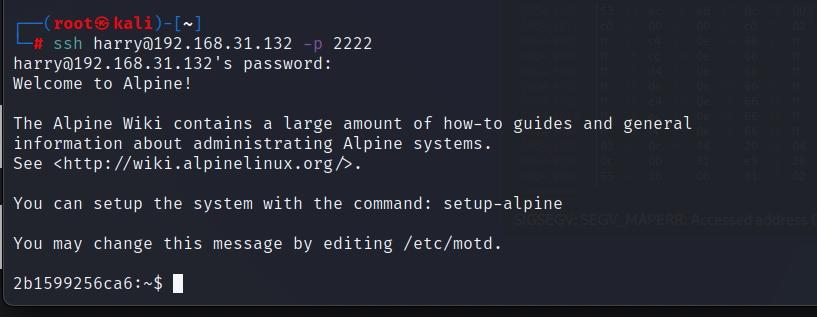 ┌──(root㉿kali)-[~]
└─# ssh harry@192.168.31.132 -p 2222
harry@192.168.31.132's password:
Welcome to Alpine!
The Alpine Wiki contains a large amount of how-to guides and general
information about administrating Alpine systems.
See <http://wiki.alpinelinux.org/>.
You can setup the system with the command: setup-alpine
You may change this message by editing /etc/motd.
2b1599256ca6:~$
SIGSEGV: SEGV_MAPERR: Accessed address